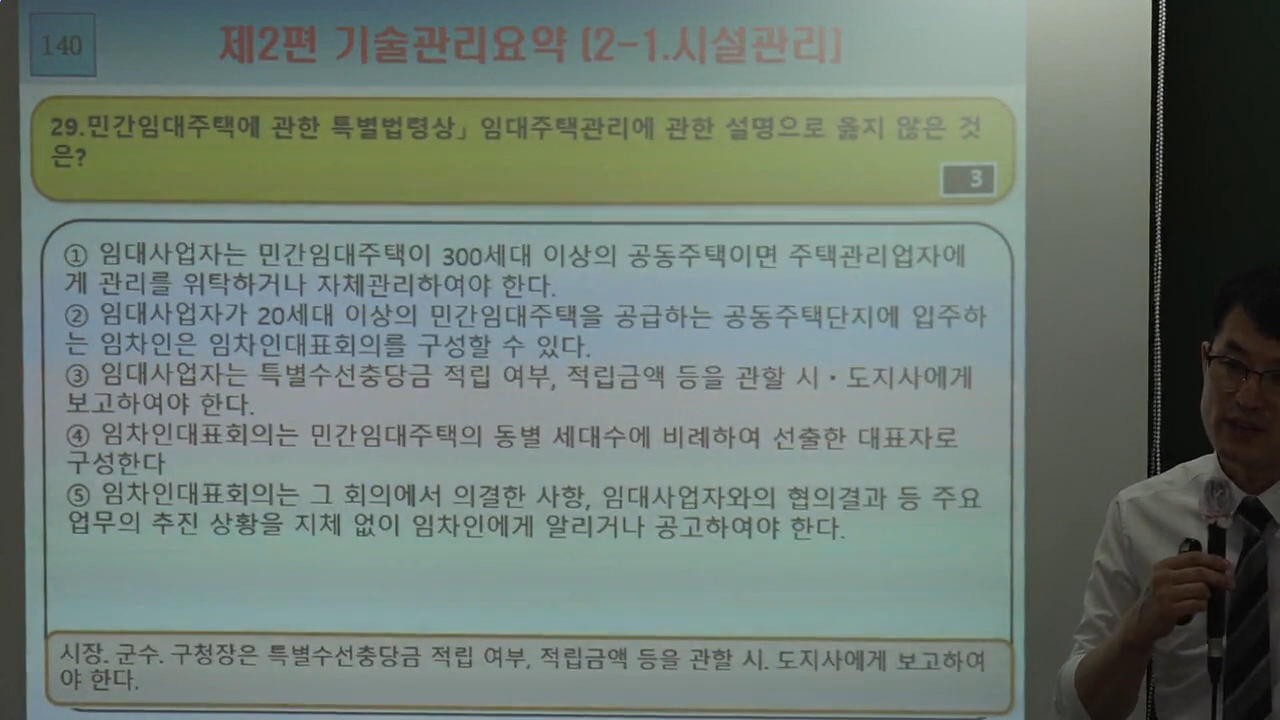 140
제2편 기술관리요약 (2-1.시설관리)
29.민간임대주택에 관한 특별법령상」 임대주택관리에 관한 설명으로 옳지 않은 것
은?
3
① 임대사업자는 민간임대주택이 300세대 이상의 공동주택이면 주택관리업자에
게 관리를 위탁하거나 자체관리하여야 한다.
② 임대사업자가 20세대 이상의 민간임대주택을 공급하는 공동주택단지에 입주하
는 임차인은 임차인대표회의를 구성할 수 있다.
③ 임대사업자는 특별수선충당금 적립 여부, 적립금액 등을 관할 시・도지사에게
보고하여야 한다.
④ 임차인대표회의는 민간임대주택의 동별 세대수에 비례하여 선출한 대표자로
구성한다
⑤ 임차인대표회의는 그 회의에서 의결한 사항, 임대사업자와의 협의결과 등 주요
업무의 추진 상황을 지체 없이 임차인에게 알리거나 공고하여야 한다.
시장. 군수. 구청장은 특별수선충당금 적립 여부, 적립금액 등을 관할 시. 도지사에게 보고하여
야 한다.